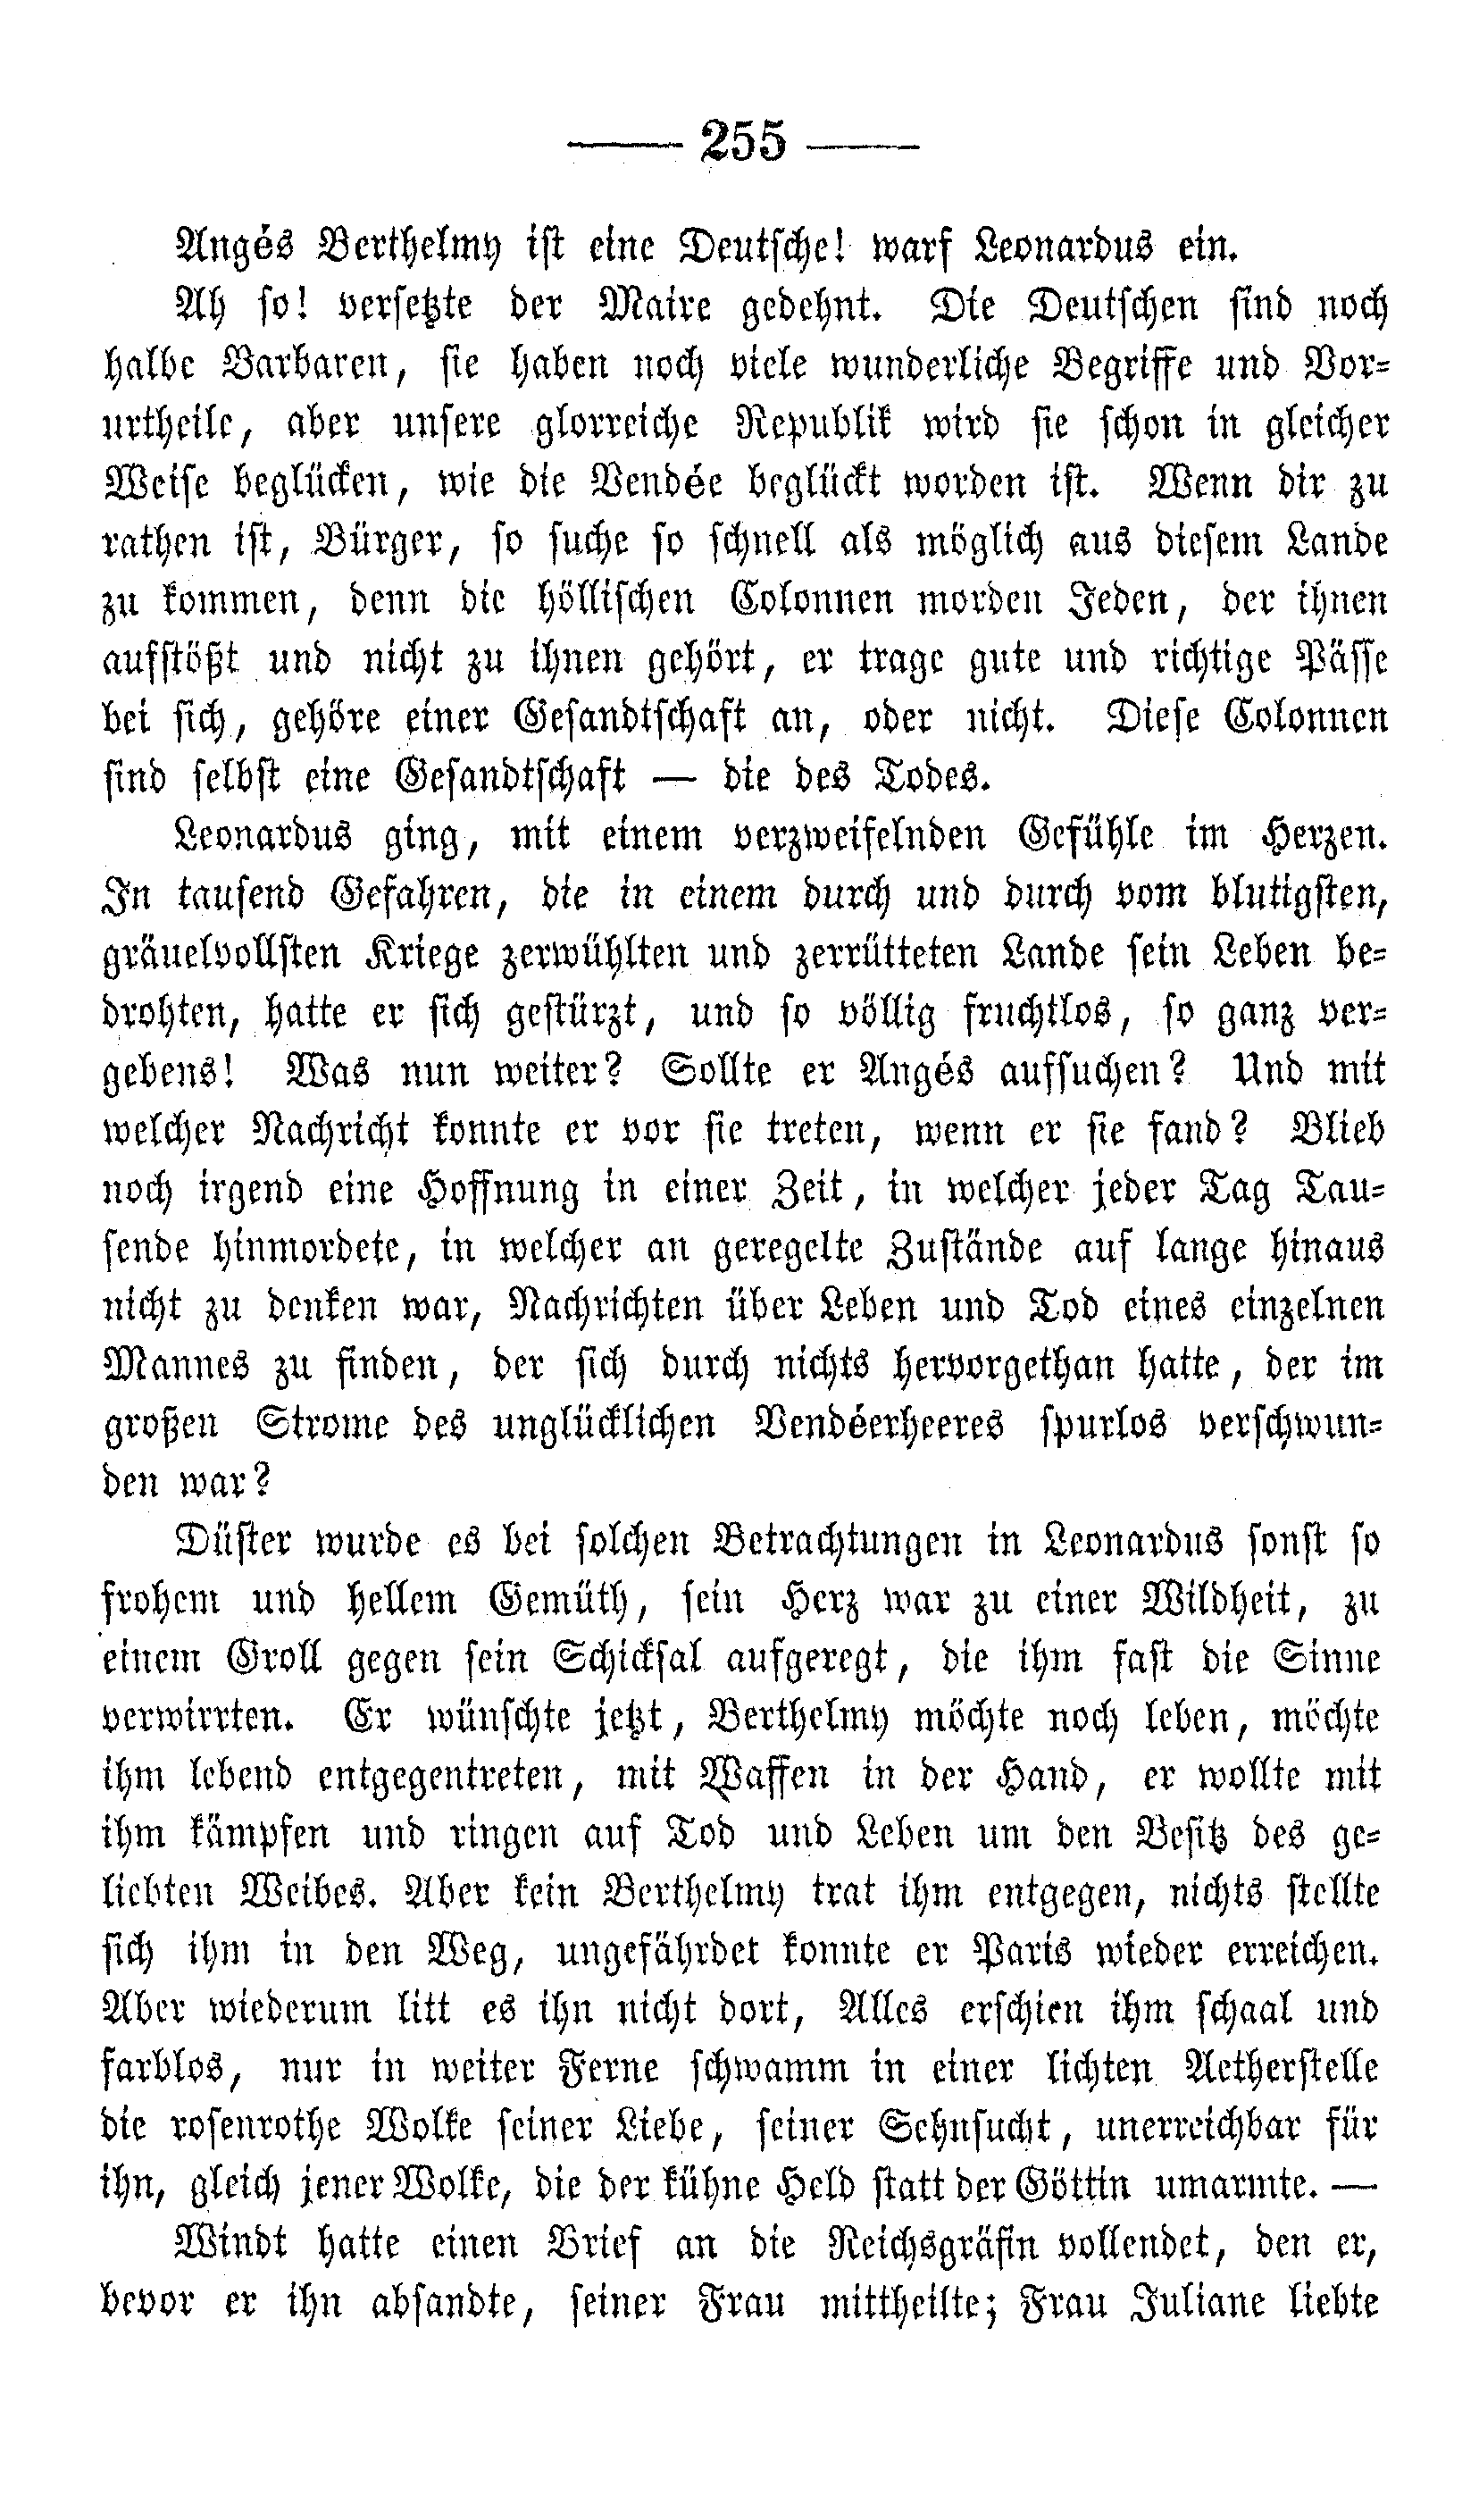 — 255 —
Angés Berthelmy ist eine Deutsche! warf Leonardus ein.
Ah so! versetzte der Maire gedehnt. Die Deutschen sind noch
halbe Barbaren, sie haben noch viele wunderliche Begriffe und Vor-
urtheile, aber unsere glorreiche Republik wird sie schon in gleicher
Weise beglücken, wie die Vendée beglückt worden ist. Wenn dir zu
rathen ist, Bürger, so suche so schnell als möglich aus diesem Lande
zu kommen, denn die höllischen Colonnen morden Jeden, der ihnen
aufstößt und nicht zu ihnen gehört, er trage gute und richtige Pässe
bei sich, gehöre einer Gesandtschaft an, oder nicht. Diese Colonnen
sind selbst eine Gesandtschaft — die des Todes.
Leonardus ging, mit einem verzweifelnden Gefühle im Herzen.
In tausend Gefahren, die in einem durch und durch vom blutigsten,
gräuelvollsten Kriege zerwühlten und zerrütteten Lande sein Leben be-
drohten, hatte er sich gestürzt, und so völlig fruchtlos, so ganz ver-
gebens! Was nun weiter? Sollte er Angés aufsuchen? Und mit
welcher Nachricht konnte er vor sie treten, wenn er sie fand? Blieb
noch irgend eine Hoffnung in einer Zeit, in welcher jeder Tag Tau-
sende hinmordete, in welcher an geregelte Zustände auf lange hinaus
nicht zu denken war, Nachrichten über Leben und Tod eines einzelnen
Mannes zu finden, der sich durch nichts hervorgethan hatte, der im
großen Strome des unglücklichen Vendéerheeres spurlos verschwun-
den war?
Düster wurde es bei solchen Betrachtungen in Leonardus sonst so
frohem und hellem Gemüth, sein Herz war zu einer Wildheit, zu
einem Groll gegen sein Schicksal aufgeregt, die ihm fast die Sinne
verwirrten. Er wünschte jetzt, Berthelmy möchte noch leben, möchte
ihm lebend entgegentreten, mit Waffen in der Hand, er wollte mit
ihm kämpfen und ringen auf Tod und Leben um den Besitz des ge-
liebten Weibes. Aber kein Berthelmy trat ihm entgegen, nichts stellte
sich ihm in den Weg, ungefährdet konnte er Paris wieder erreichen.
Aber wiederum litt es ihn nicht dort, Alles erschien ihm schaal und
farblos, nur in weiter Ferne schwamm in einer lichten Aetherstelle
die rosenrothe Wolke seiner Liebe, seiner Sehnsucht, unerreichbar für
ihn, gleich jener Wolke, die der kühne Held statt der Göttin umarmte. —
Windt hatte einen Brief an die Reichsgräfin vollendet, den er,
bevor er ihn absandte, seiner Frau mittheilte; Frau Juliane liebte